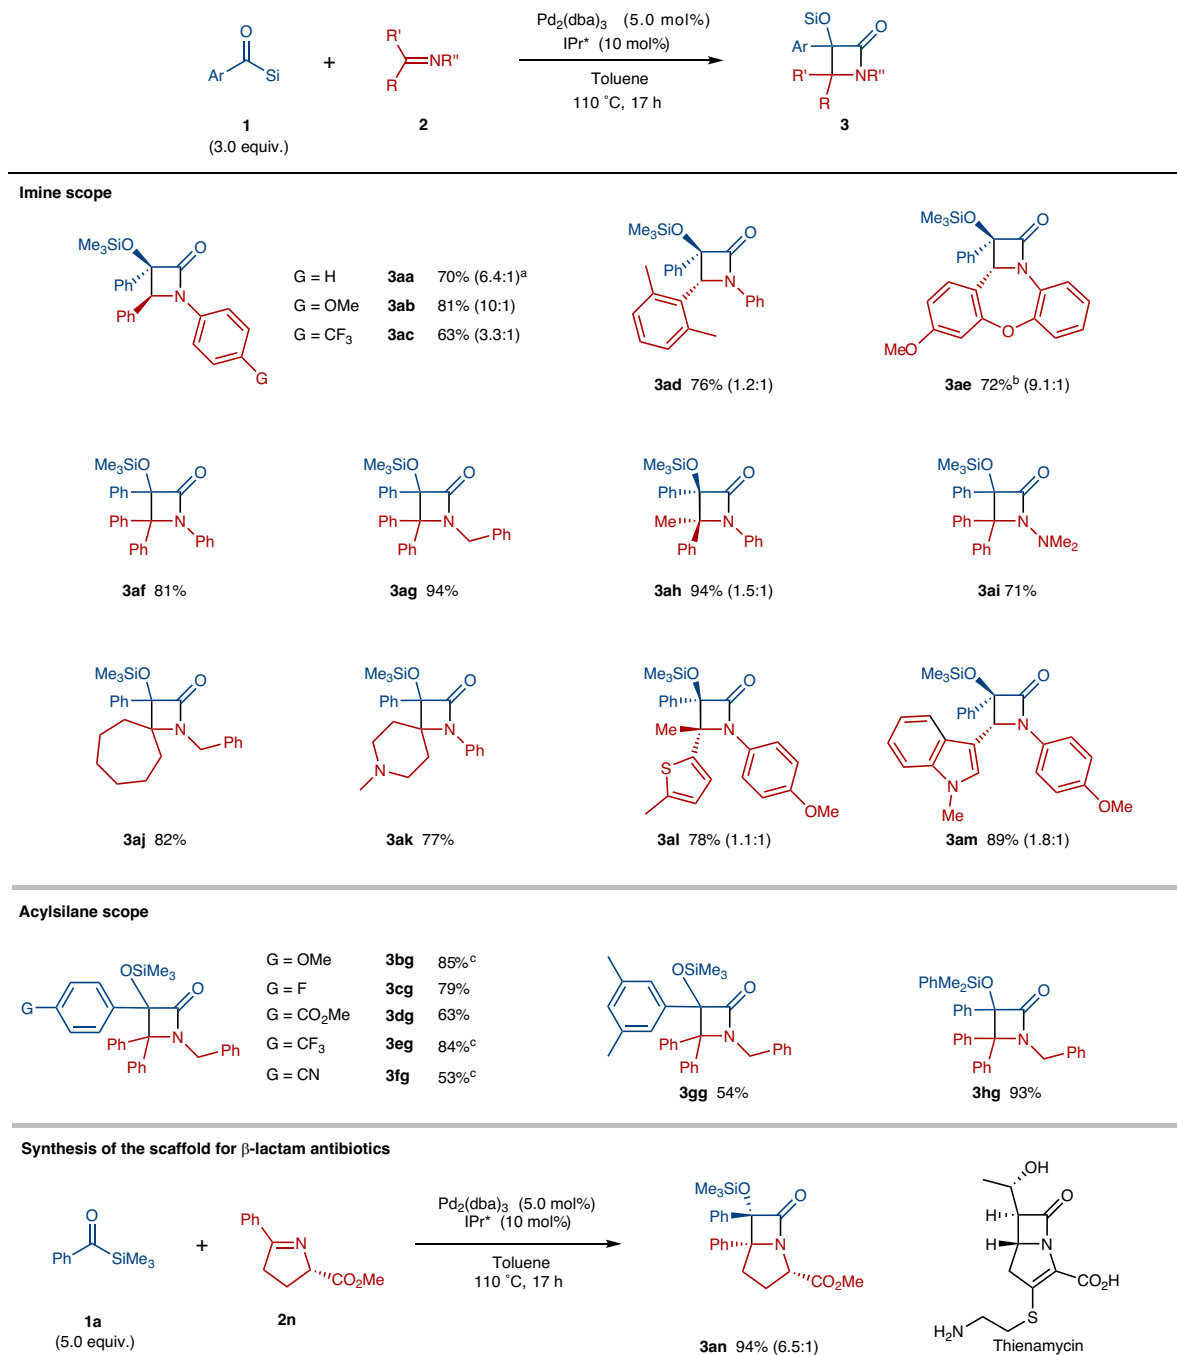 O
Ar
Si
1
(3.0 equiv.)
+
R'
R
NR"
2
Pd2(dba)3 (5.0 mol%)
IPr* (10 mol%)
Toluene
110 ˚C, 17 h
OSi
Ar
O
R'
NR"
R
3
Imine scope
Me3SiO
O
Ph
Ph
N
G
G = H 3aa 70% (6.4:1)a
G = OMe 3ab 81% (10:1)
G = CF3 3ac 63% (3.3:1)
Me3SiO
O
Ph
N
Ph
3ad 76% (1.2:1)
Me3SiO
O
Ph
N
O
MeO
3ae 72%b (9.1:1)
Me3SiO
O
Ph
Ph
N
Ph
Ph
3af 81%
Me3SiO
O
Ph
Ph
N
Ph
Ph
3ag 94%
Me3SiO
O
Ph
Me
N
Ph
Ph
3ah 94% (1.5:1)
Me3SiO
O
Ph
Ph
N
Ph
NMe2
3ai 71%
Me3SiO
O
Ph
N
Ph
3aj 82%
Me3SiO
O
Ph
N
Ph
N
3ak 77%
Me3SiO
O
Ph
Me
N
S
OMe
3al 78% (1.1:1)
Me3SiO
O
Ph
N
N
Me
OMe
3am 89% (1.8:1)
Acylsilane scope
OSiMe3
O
G
Ph
N
Ph
Ph
G = OMe 3bg 85%c
G = F 3cg 79%
G = CO2Me 3dg 63%
G = CF3 3eg 84%c
G = CN 3fg 53%c
OSiMe3
O
Ph
N
Ph
Ph
3gg 54%
PhMe2SiO
O
Ph
Ph
N
Ph
Ph
3hg 93%
Synthesis of the scaffold for β-lactam antibiotics
O
Ph
SiMe3
1a
(5.0 equiv.)
+
Ph
N
CO2Me
2n
Pd2(dba)3 (5.0 mol%)
IPr* (10 mol%)
Toluene
110 ˚C, 17 h
Me3SiO
O
Ph
Ph
N
CO2Me
3an 94% (6.5:1)
OH
H
O
H
N
CO2H
S
H2N
Thienamycin